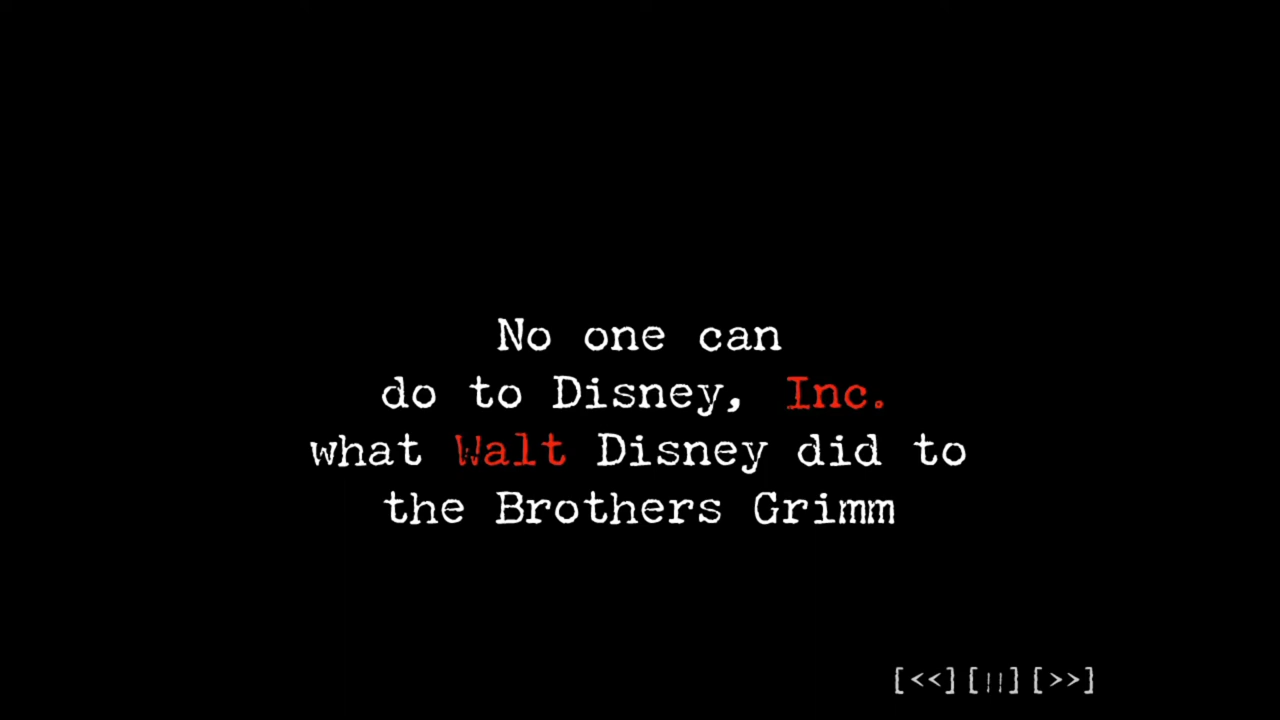 No one can
do to Disney, Inc.
what Walt Disney did to
the Brothers Grimm
[<<] [||] [>>]